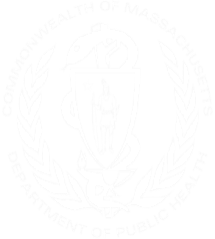 COMMONWEALTH OF MASSACHUSETTS
DEPARTMENT OF PUBLIC HEALTH